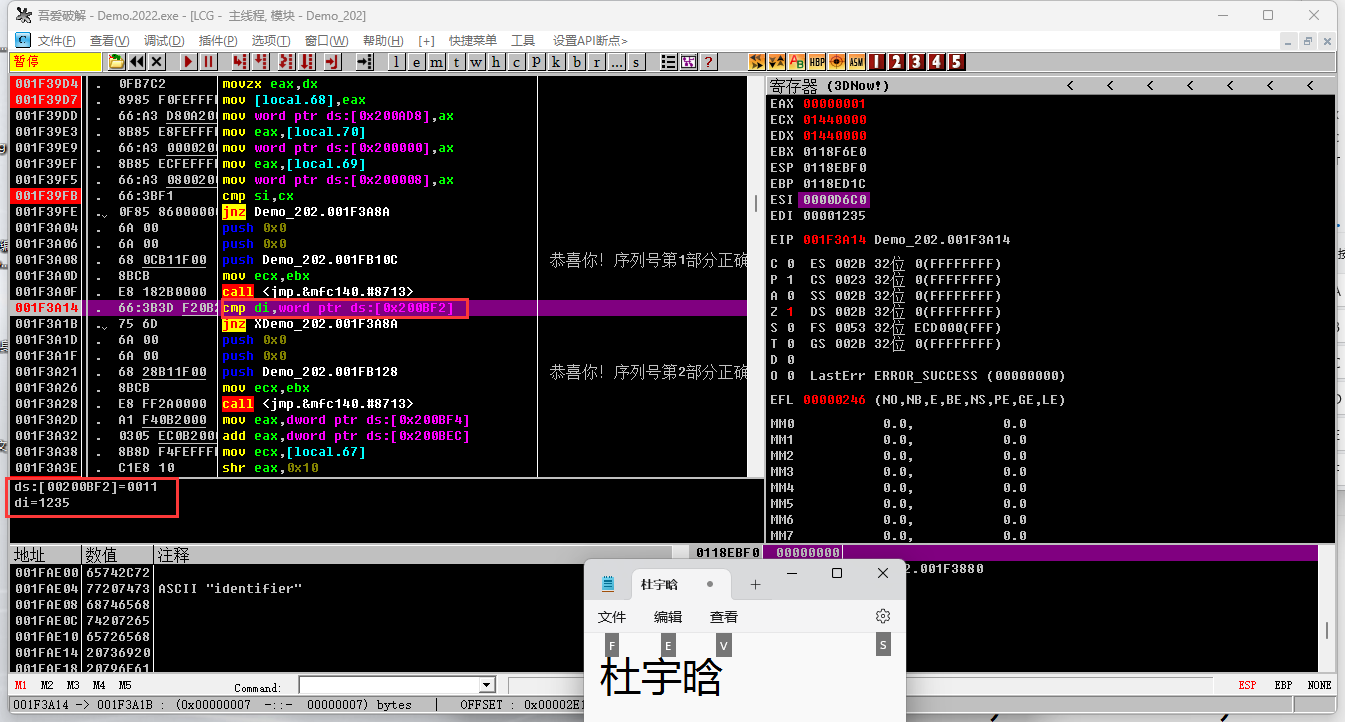 吾爱破解 - Demo.2022.exe - [LCG - 主线程, 模块 - Demo_202]
文件(F) 查看(V) 调试(D) 插件(P) 选项(T) 窗口(W) 帮助(H) [+] 快捷菜单 工具 设置API断点>
暂停 l e m t w h c P k b r ... s ? HBP ASM 1 2 3 4 5
001F39D4 . 0FB7C2 movzx eax,dx
001F39D7 . 8985 F0FEFFFF mov [local.68],eax
001F39DD . 66:A3 D80A200 mov word ptr ds:[0x200AD8],ax
001F39E3 . 8B85 E8FEFFFF mov eax,[local.70]
001F39E9 . 66:A3 0000200 mov word ptr ds:[0x200000],ax
001F39EF . 8B85 ECFEFFFF mov eax,[local.69]
001F39F5 . 66:A3 0800200 mov word ptr ds:[0x200008],ax
001F39FB . 66:3BF1 cmp si,cx
001F39FE . 0F85 86000000 jnz Demo_202.001F3A8A
001F3A04 . 6A 00 push 0x0
001F3A06 . 6A 00 push 0x0
001F3A08 . 68 0CB11F00 push Demo_202.001FB10C 恭喜你！序列号第1部分正确
001F3A0D . 8BCB mov ecx,ebx
001F3A0F . E8 182B0000 call <jmp.&mfc140.#8713>
001F3A14 . 66:3B3D F20B2 cmp di,word ptr ds:[0x200BF2]
001F3A1B . 75 6D jnz XDemo_202.001F3A8A
001F3A1D . 6A 00 push 0x0
001F3A1F . 6A 00 push 0x0
001F3A21 . 68 28B11F00 push Demo_202.001FB128 恭喜你！序列号第2部分正确
001F3A26 . 8BCB mov ecx,ebx
001F3A28 . E8 FF2A0000 call <jmp.&mfc140.#8713>
001F3A2D . A1 F40B2000 mov eax,dword ptr ds:[0x200BF4]
001F3A32 . 0305 EC0B2000 add eax,dword ptr ds:[0x200BEC]
001F3A38 . 8B8D F4FEFFFF mov ecx,[local.67]
001F3A3E . C1E8 10 shr eax,0x10
ds:[00200BF2]=0011
di=1235
寄存器 (3DNow!) < < < < < < <
EAX 00000001
ECX 01440000
EDX 01440000
EBX 0118F6E0
ESP 0118EBF0
EBP 0118ED1C
ESI 0000D6C0
EDI 00001235
EIP 001F3A14 Demo_202.001F3A14
C 0 ES 002B 32位 0(FFFFFFFF)
P 1 CS 0023 32位 0(FFFFFFFF)
A 0 SS 002B 32位 0(FFFFFFFF)
Z 1 DS 002B 32位 0(FFFFFFFF)
S 0 FS 0053 32位 ECD000(FFF)
T 0 GS 002B 32位 0(FFFFFFFF)
D 0
O 0 LastErr ERROR_SUCCESS (00000000)
EFL 00000246 (NO,NB,E,BE,NS,PE,GE,LE)
MM0 0.0, 0.0
MM1 0.0, 0.0
MM2 0.0, 0.0
MM3 0.0, 0.0
MM4 0.0, 0.0
MM5 0.0, 0.0
MM6 0.0, 0.0
MM7 0.0, 0.0
地址 数值 注释
001FAE00 65742C72
001FAE04 77207473 ASCII "identifier"
001FAE08 68746568
001FAE0C 74207265
001FAE10 65726568
001FAE14 20736920
001FAE18 20796E61
0118EBF0 00000000
2.001F3880
杜宇晗
文件 编辑 查看
F E V S
杜宇晗
M1 M2 M3 M4 M5 Command: ESP EBP NONE
001F3A14 -> 001F3A1B : (0x00000007 -::- 00000007) bytes | OFFSET : 0x00002E1